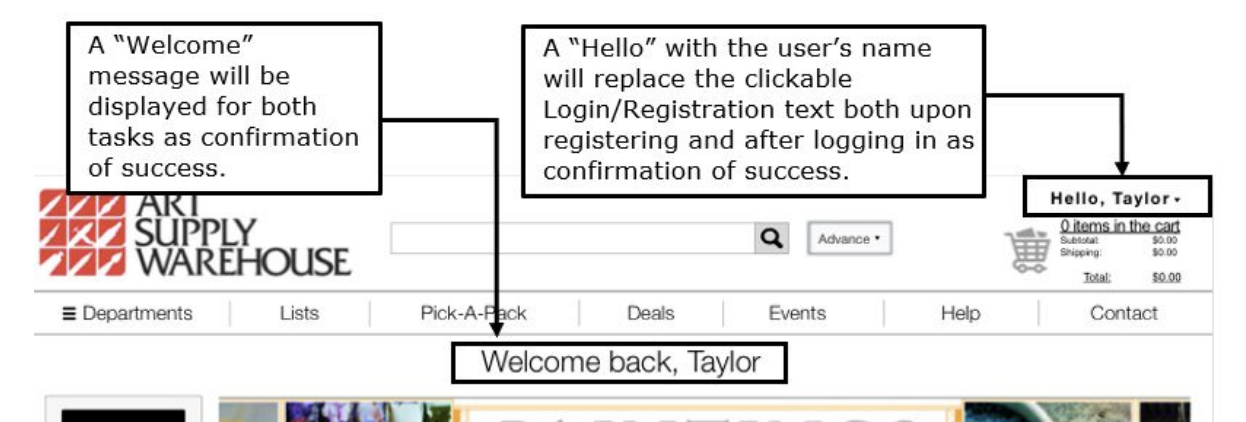 A “Welcome”
message will be
displayed for both
tasks as confirmation
of success.
A “Hello” with the user’s name
will replace the clickable
Login/Registration text both upon
registering and after logging in as
confirmation of success.
ART
SUPPLY
WAREHOUSE
Advance
Hello, Taylor
0 items in the cart
Subtotal: $0.00
Shipping: $0.00
Total: $0.00
Departments Lists Pick-A-Pack Deals Events Help Contact
Welcome back, Taylor